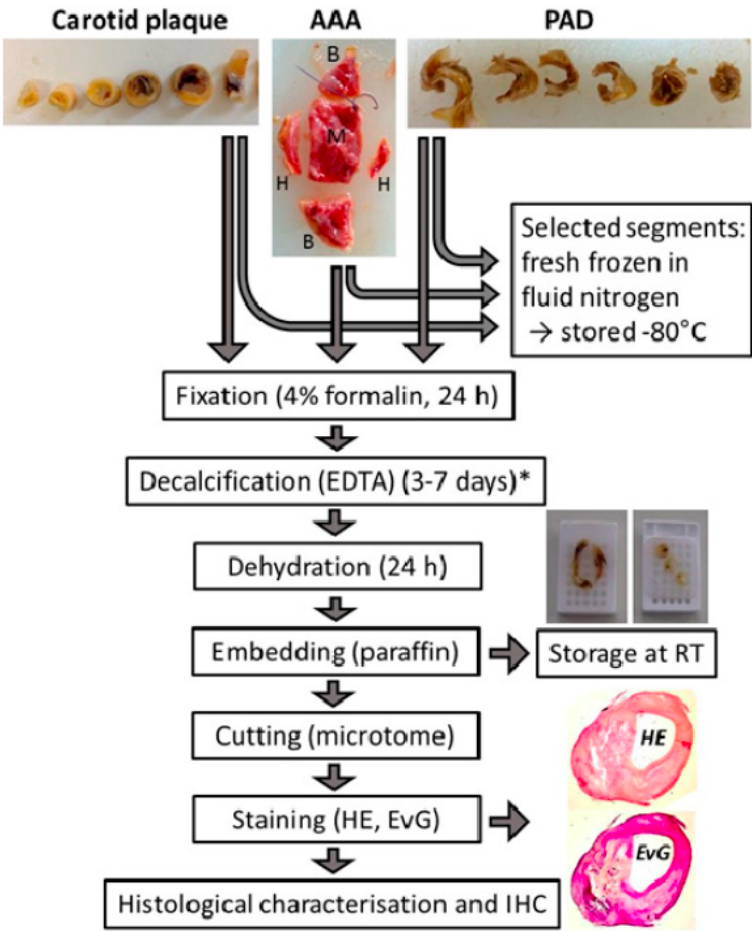 Carotid plaque
AAA
PAD
B
M
H
H
B
Selected segments:
fresh frozen in
fluid nitrogen
→ stored -80°C
Fixation (4% formalin, 24 h)
Decalcification (EDTA) (3-7 days)*
Dehydration (24 h)
Embedding (paraffin)
Storage at RT
Cutting (microtome)
HE
Staining (HE, EvG)
EvG
Histological characterisation and IHC